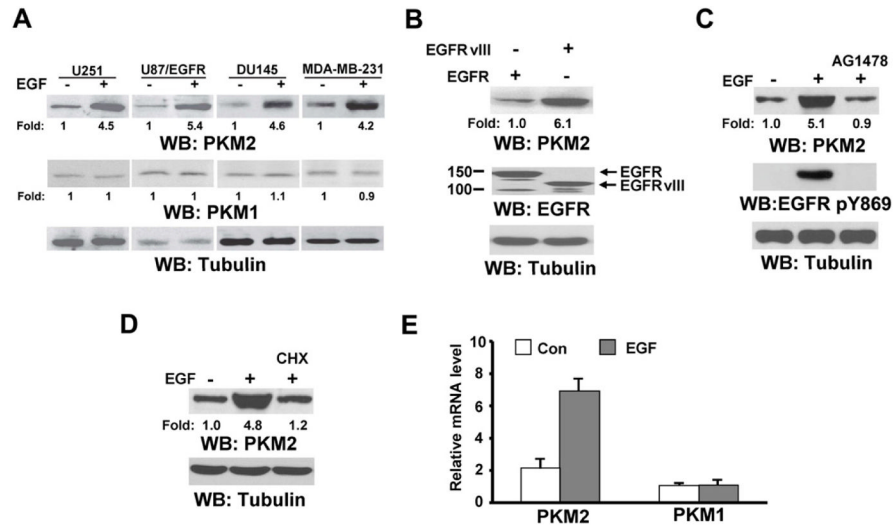 A
U251 U87/EGFR DU145 MDA-MB-231
EGF - + - + - + - +
Fold: 1 4.5 1 5.4 1 4.6 1 4.2
WB: PKM2
Fold: 1 1 1 1 1 1.1 1 0.9
WB: PKM1
WB: Tubulin
B
EGFR vIII - +
EGFR + -
Fold: 1.0 6.1
WB: PKM2
150 EGFR
100 EGFR vIII
WB: EGFR
WB: Tubulin
C
AG1478
EGF - + +
Fold: 1.0 5.1 0.9
WB: PKM2
WB:EGFR pY869
WB: Tubulin
D
CHX
EGF - + +
Fold: 1.0 4.8 1.2
WB: PKM2
WB: Tubulin
E
Con EGF
Relative mRNA level
10
8
6
4
2
0
PKM2 PKM1